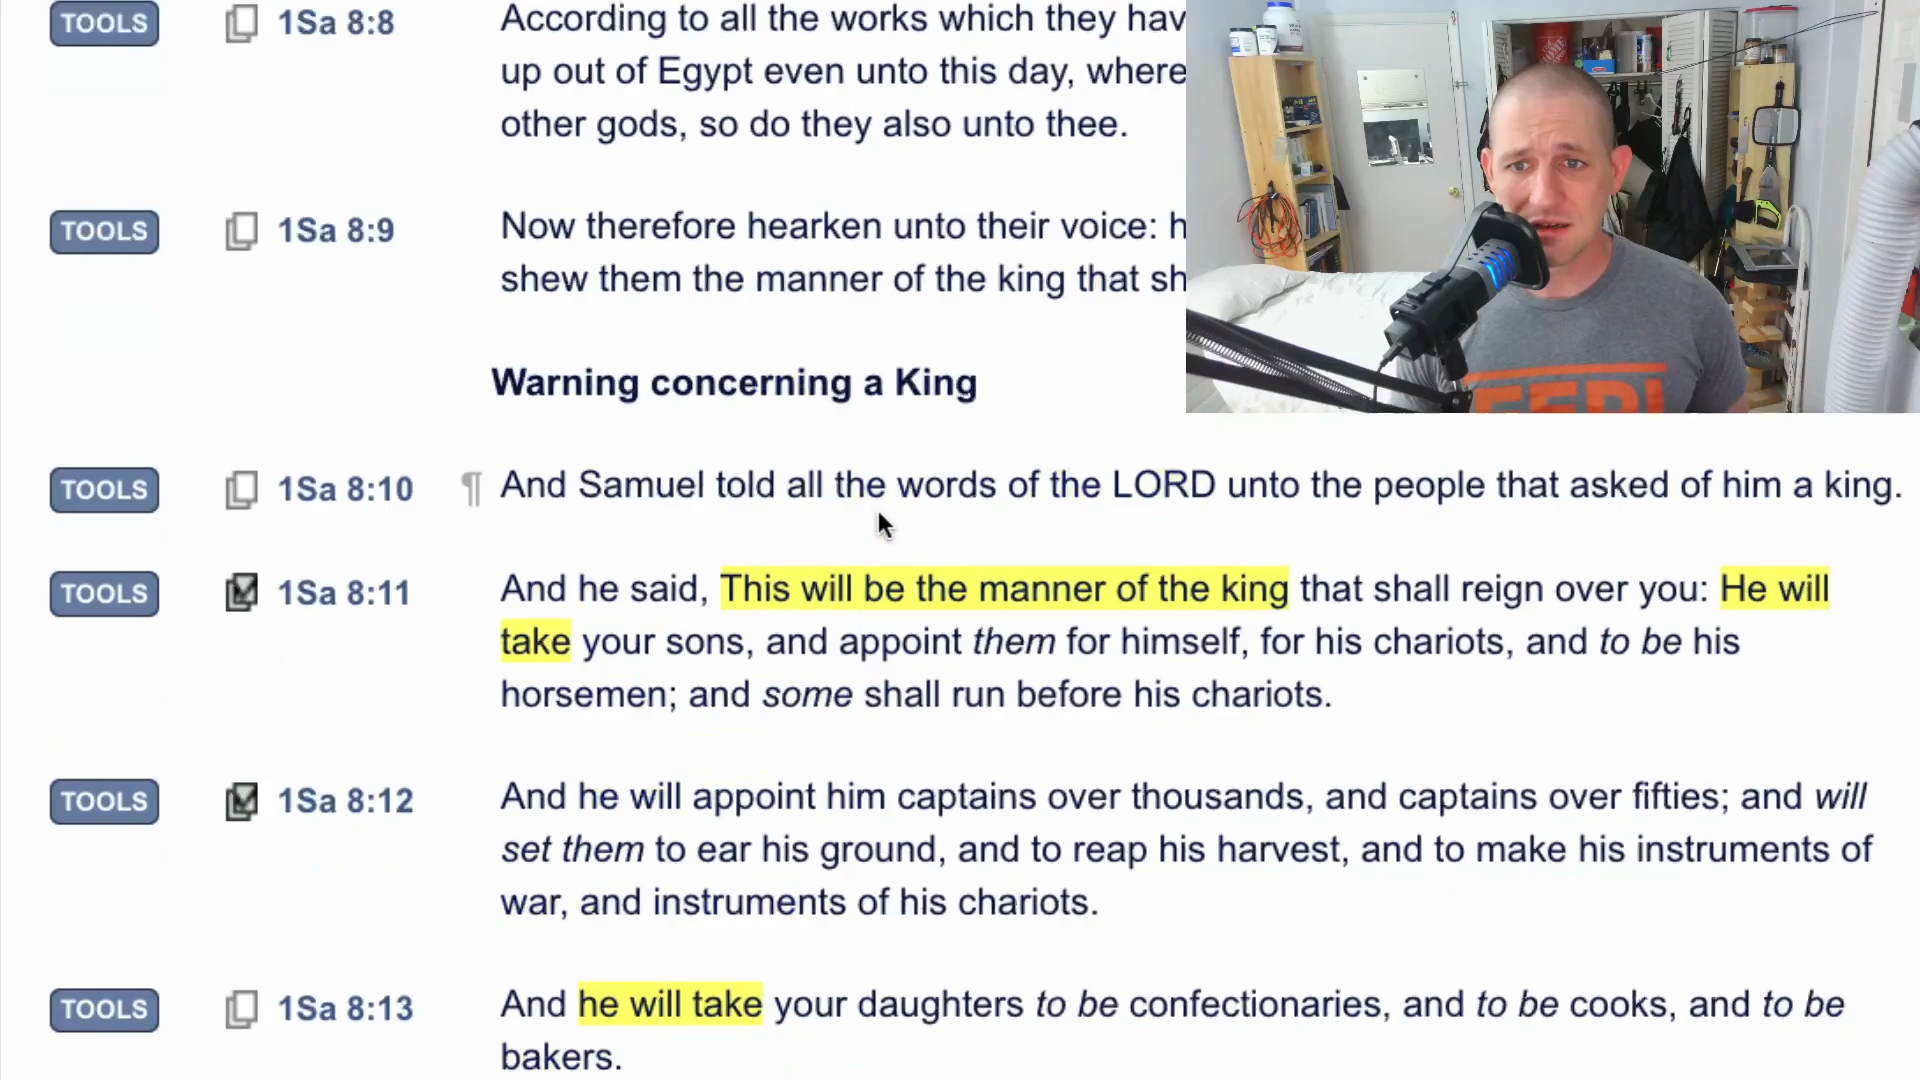 TOOLS 1Sa 8:8 According to all the works which they hav
up out of Egypt even unto this day, where
other gods, so do they also unto thee.
TOOLS 1Sa 8:9 Now therefore hearken unto their voice: h
shew them the manner of the king that sh
Warning concerning a King
TOOLS 1Sa 8:10 ¶ And Samuel told all the words of the LORD unto the people that asked of him a king.
TOOLS 1Sa 8:11 And he said, This will be the manner of the king that shall reign over you: He will
take your sons, and appoint them for himself, for his chariots, and to be his
horsemen; and some shall run before his chariots.
TOOLS 1Sa 8:12 And he will appoint him captains over thousands, and captains over fifties; and will
set them to ear his ground, and to reap his harvest, and to make his instruments of
war, and instruments of his chariots.
TOOLS 1Sa 8:13 And he will take your daughters to be confectionaries, and to be cooks, and to be
bakers.